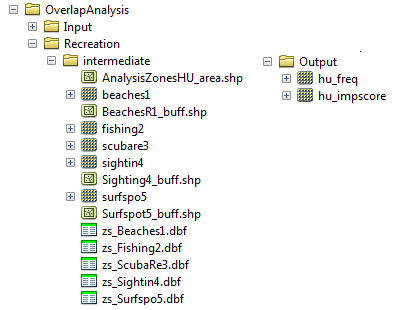 OverlapAnalysis
Input
Recreation
intermediate
AnalysisZonesHU_area.shp
beaches1
BeachesR1_buff.shp
fishing2
scubare3
sightin4
Sighting4_buff.shp
surfspo5
Surfspot5_buff.shp
zs_Beaches1.dbf
zs_Fishing2.dbf
zs_ScubaRe3.dbf
zs_Sightin4.dbf
zs_Surfspo5.dbf
Output
hu_freq
hu_impscore